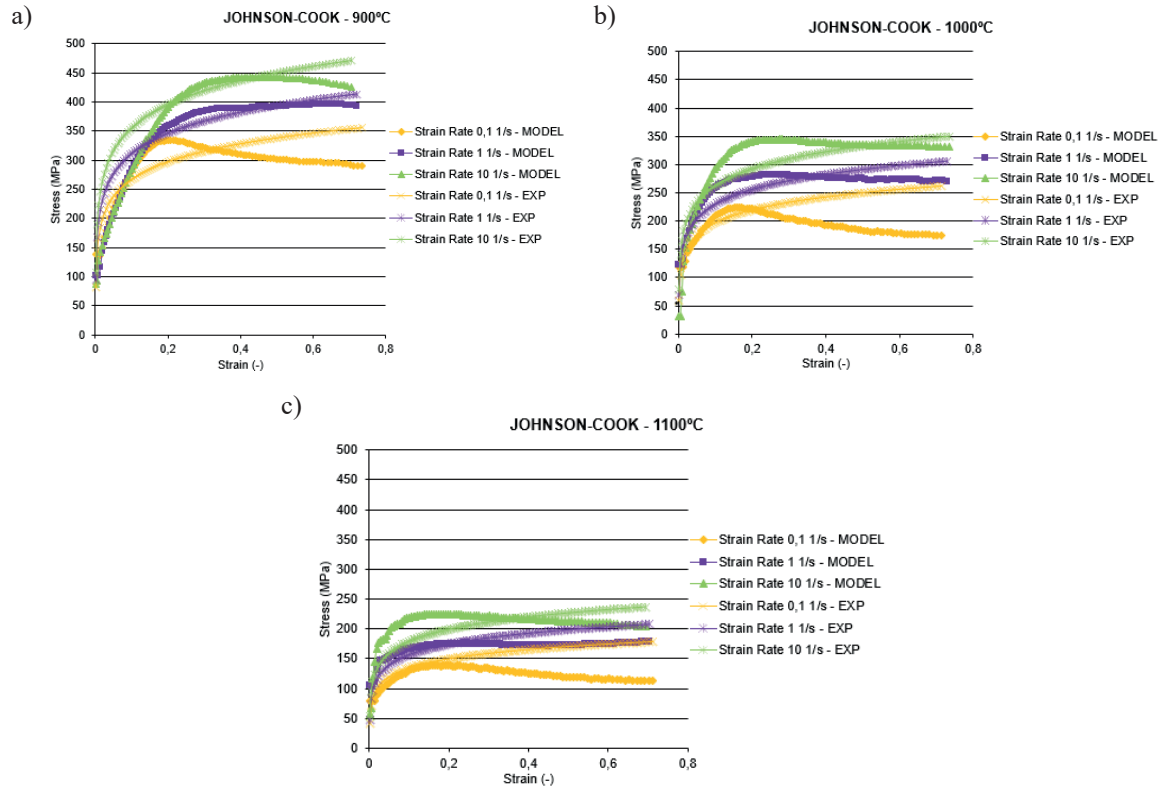 a)
JOHNSON-COOK - 900ºC
500
450
400
350
300
250
200
150
100
50
0
Stress (MPa)
0
0,2
0,4
0,6
0,8
Strain (-)
Strain Rate 0,1 1/s - MODEL
Strain Rate 1 1/s - MODEL
Strain Rate 10 1/s - MODEL
Strain Rate 0,1 1/s - EXP
Strain Rate 1 1/s - EXP
Strain Rate 10 1/s - EXP
b)
JOHNSON-COOK - 1000ºC
500
450
400
350
300
250
200
150
100
50
0
Stress (MPa)
0
0,2
0,4
0,6
0,8
Strain (-)
Strain Rate 0,1 1/s - MODEL
Strain Rate 1 1/s - MODEL
Strain Rate 10 1/s - MODEL
Strain Rate 0,1 1/s - EXP
Strain Rate 1 1/s - EXP
Strain Rate 10 1/s - EXP
c)
JOHNSON-COOK - 1100ºC
500
450
400
350
300
250
200
150
100
50
0
Stress (MPa)
0
0,2
0,4
0,6
0,8
Strain (-)
Strain Rate 0,1 1/s - MODEL
Strain Rate 1 1/s - MODEL
Strain Rate 10 1/s - MODEL
Strain Rate 0,1 1/s - EXP
Strain Rate 1 1/s - EXP
Strain Rate 10 1/s - EXP